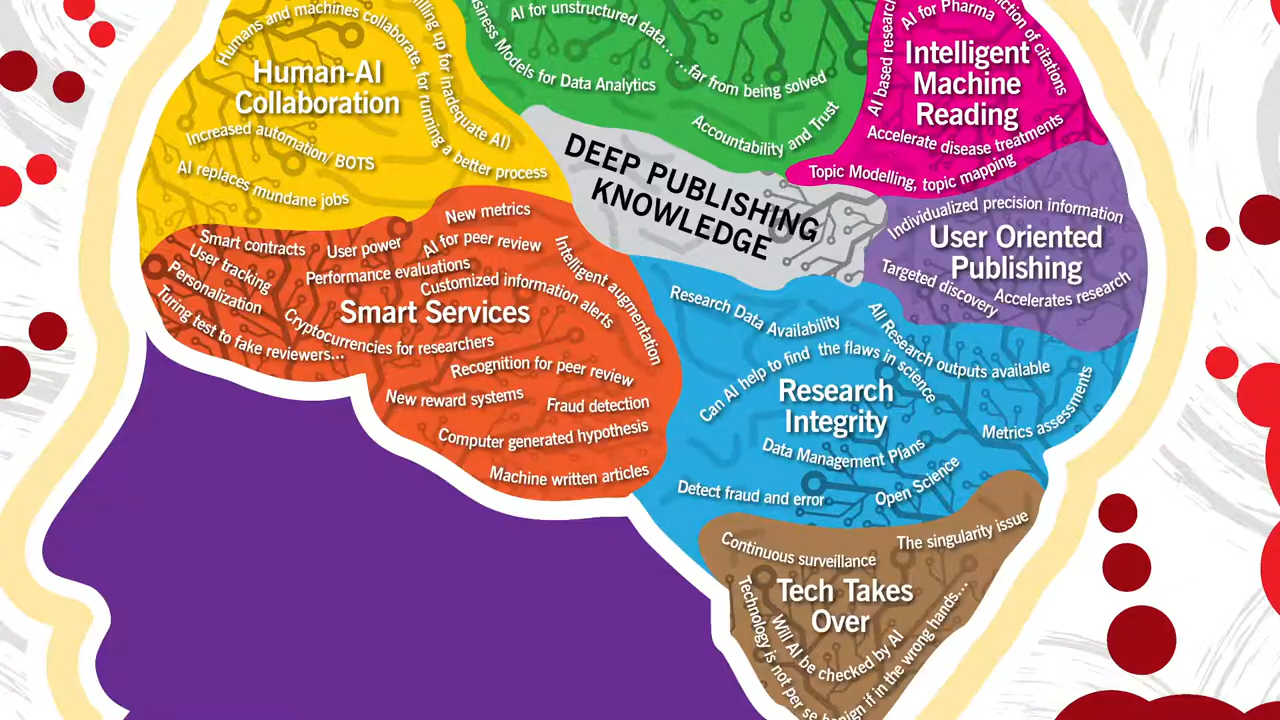 Humans and machines collaborate, for running a better process
filling up for inadequate AI)
Human-AI
Collaboration
Increased automation/ BOTS
AI replaces mundane jobs
AI for unstructured data... ...far from being solved
Business Models for Data Analytics
Accountability and Trust
AI for Pharma
of citations
AI based research
Intelligent
Machine
Reading
Accelerate disease treatments
Topic Modelling, topic mapping
DEEP PUBLISHING
KNOWLEDGE
Individualized precision information
User Oriented
Publishing
Targeted discovery
Accelerates research
New metrics
Smart contracts
User power
AI for peer review
User tracking
Performance evaluations
Personalization
Customized information alerts
Intelligent augmentation
Smart Services
Turing test to fake reviewers...
Cryptocurrencies for researchers
Recognition for peer review
New reward systems
Fraud detection
Computer generated hypothesis
Machine written articles
Research Data Availability
All Research outputs available
Can AI help to find the flaws in science
Research
Integrity
Metrics assessments
Data Management Plans
Detect fraud and error
Open Science
Continuous surveillance
The singularity issue
Tech Takes
Over
Will AI be checked by AI
Technology is not per se benign if in the wrong hands...